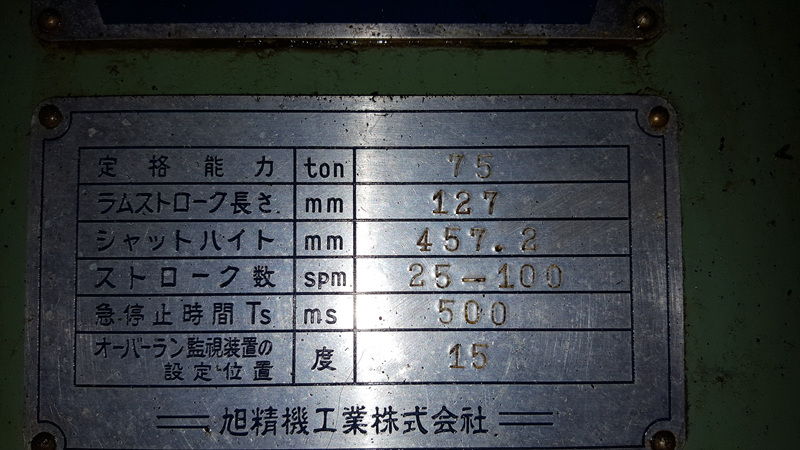 定格能力 ton 75
ラムストローク長さ mm 127
シャットハイト mm 457.2
ストローク数 spm 25-100
急停止時間Ts ms 500
オーバーラン監視装置の
設定位置 度 15
旭精機工業株式会社